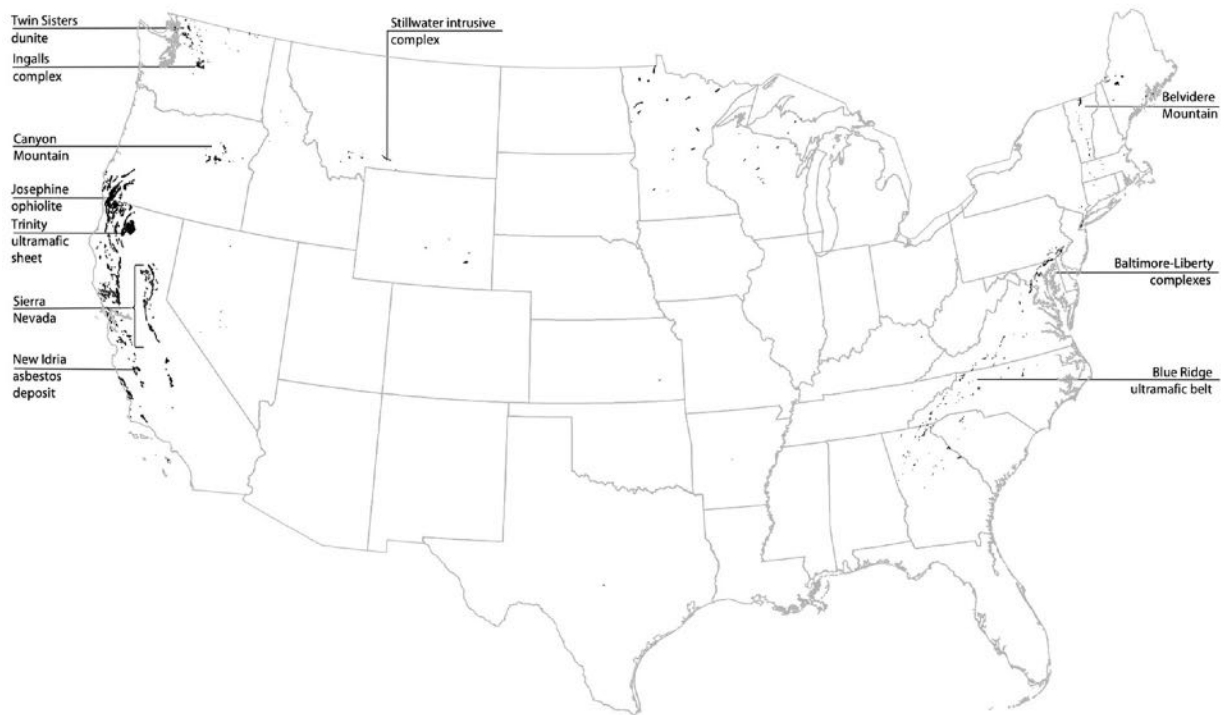 Twin Sisters
dunite
Ingalls
complex
Canyon
Mountain
Josephine
ophiolite
Trinity
ultramafic
sheet
Sierra
Nevada
New Idria
asbestos
deposit
Stillwater intrusive
complex
Belvidere
Mountain
Baltimore-Liberty
complexes
Blue Ridge
ultramafic belt